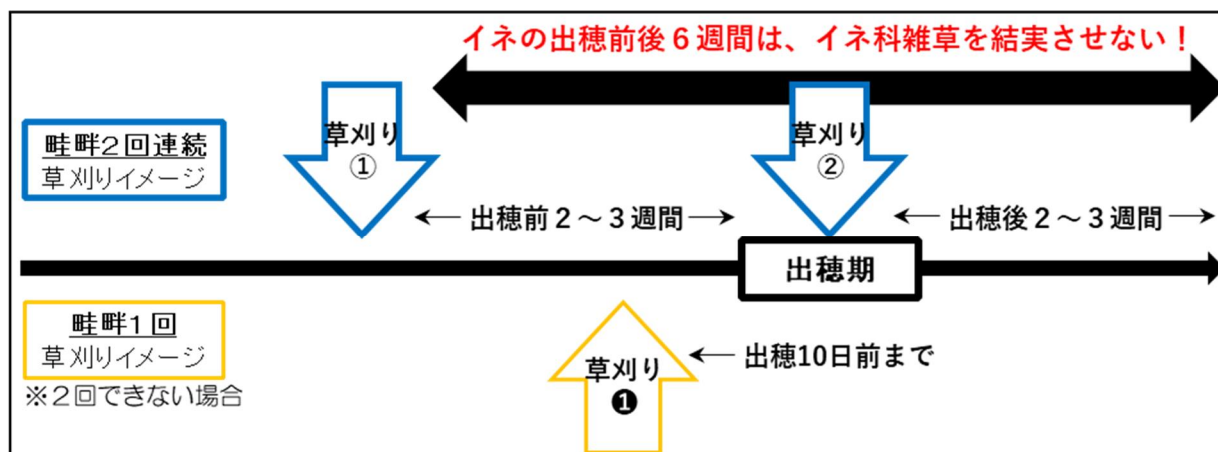 イネの出穂前後６週間は、イネ科雑草を結実させない！
草刈り
①
草刈り
②
畦畔2回連続
草刈りイメージ
← 出穂前２～３週間 →
← 出穂後２～３週間 →
出穂期
畦畔1回
草刈りイメージ
※２回できない場合
草刈り
❶
← 出穂10日前まで